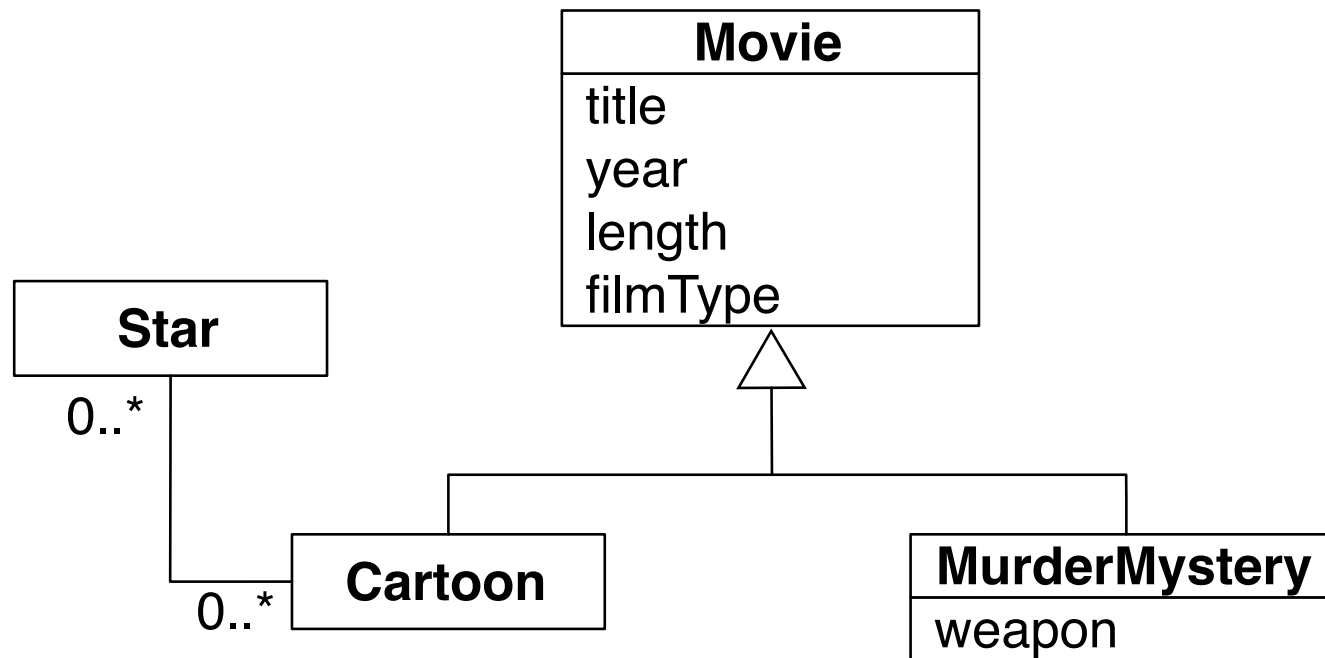 Movie
title
year
length
filmType
Star
0..*
0..*
Cartoon
MurderMystery
weapon